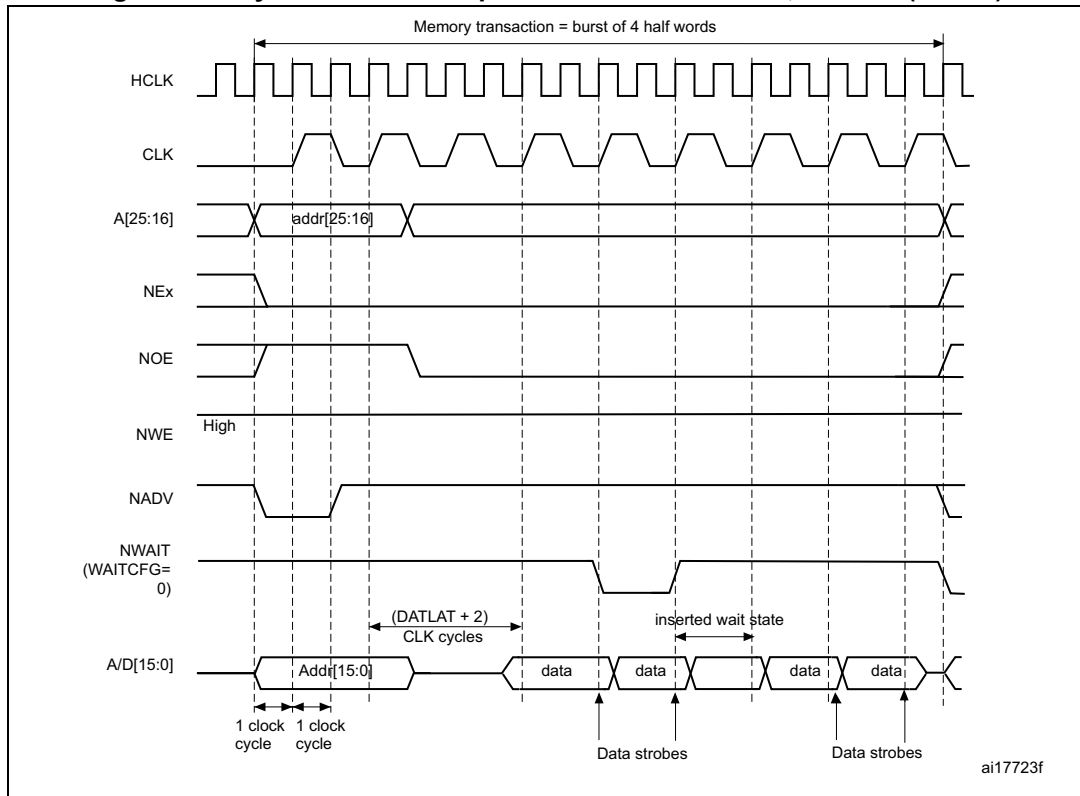 Memory transaction = burst of 4 half words
HCLK
CLK
A[25:16]
addr[25:16]
NEx
NOE
High
NWE
NADV
NWAIT
(WAITCFG=
0)
(DATLAT + 2)
CLK cycles
inserted wait state
A/D[15:0]
Addr[15:0]
data
data
data
data
1 clock
cycle
1 clock
cycle
Data strobes
Data strobes
ai17723f